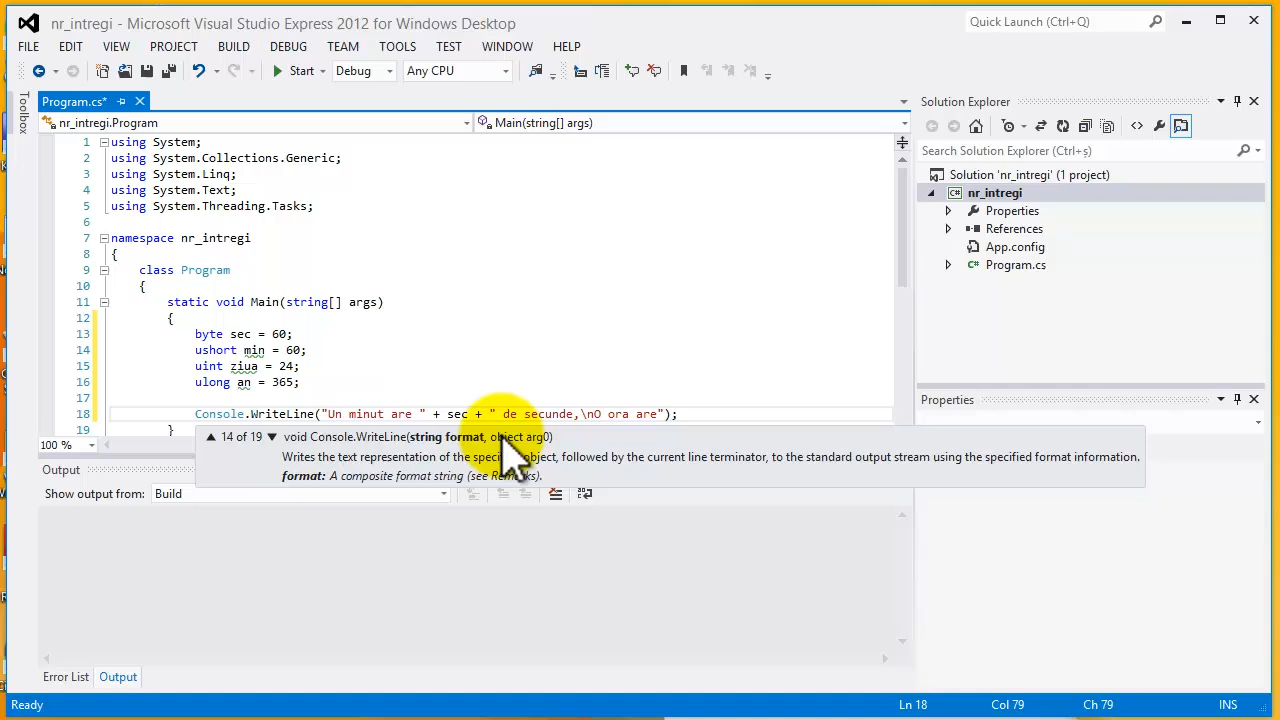 nr_intregi - Microsoft Visual Studio Express 2012 for Windows Desktop
Quick Launch (Ctrl+Q)
FILE EDIT VIEW PROJECT BUILD DEBUG TEAM TOOLS TEST WINDOW HELP
Start Debug Any CPU
Toolbox
Program.cs*
nr_intregi.Program Main(string[] args)
1 using System;
2 using System.Collections.Generic;
3 using System.Linq;
4 using System.Text;
5 using System.Threading.Tasks;
6
7 namespace nr_intregi
8 {
9 class Program
10 {
11 static void Main(string[] args)
12 {
13 byte sec = 60;
14 ushort min = 60;
15 uint ziua = 24;
16 ulong an = 365;
17
18 Console.WriteLine("Un minut are " + sec + " de secunde,\nO ora are");
19 }
14 of 19 void Console.WriteLine(string format, object arg0)
Writes the text representation of the object, followed by the current line terminator, to the standard output stream using the specified format information.
format: A composite format string (see Remarks).
100 %
Output
Show output from: Build
Error List Output
Solution Explorer
Search Solution Explorer (Ctrl+ș)
Solution 'nr_intregi' (1 project)
C# nr_intregi
Properties
References
App.config
C# Program.cs
Properties
Ready Ln 18 Col 79 Ch 79 INS